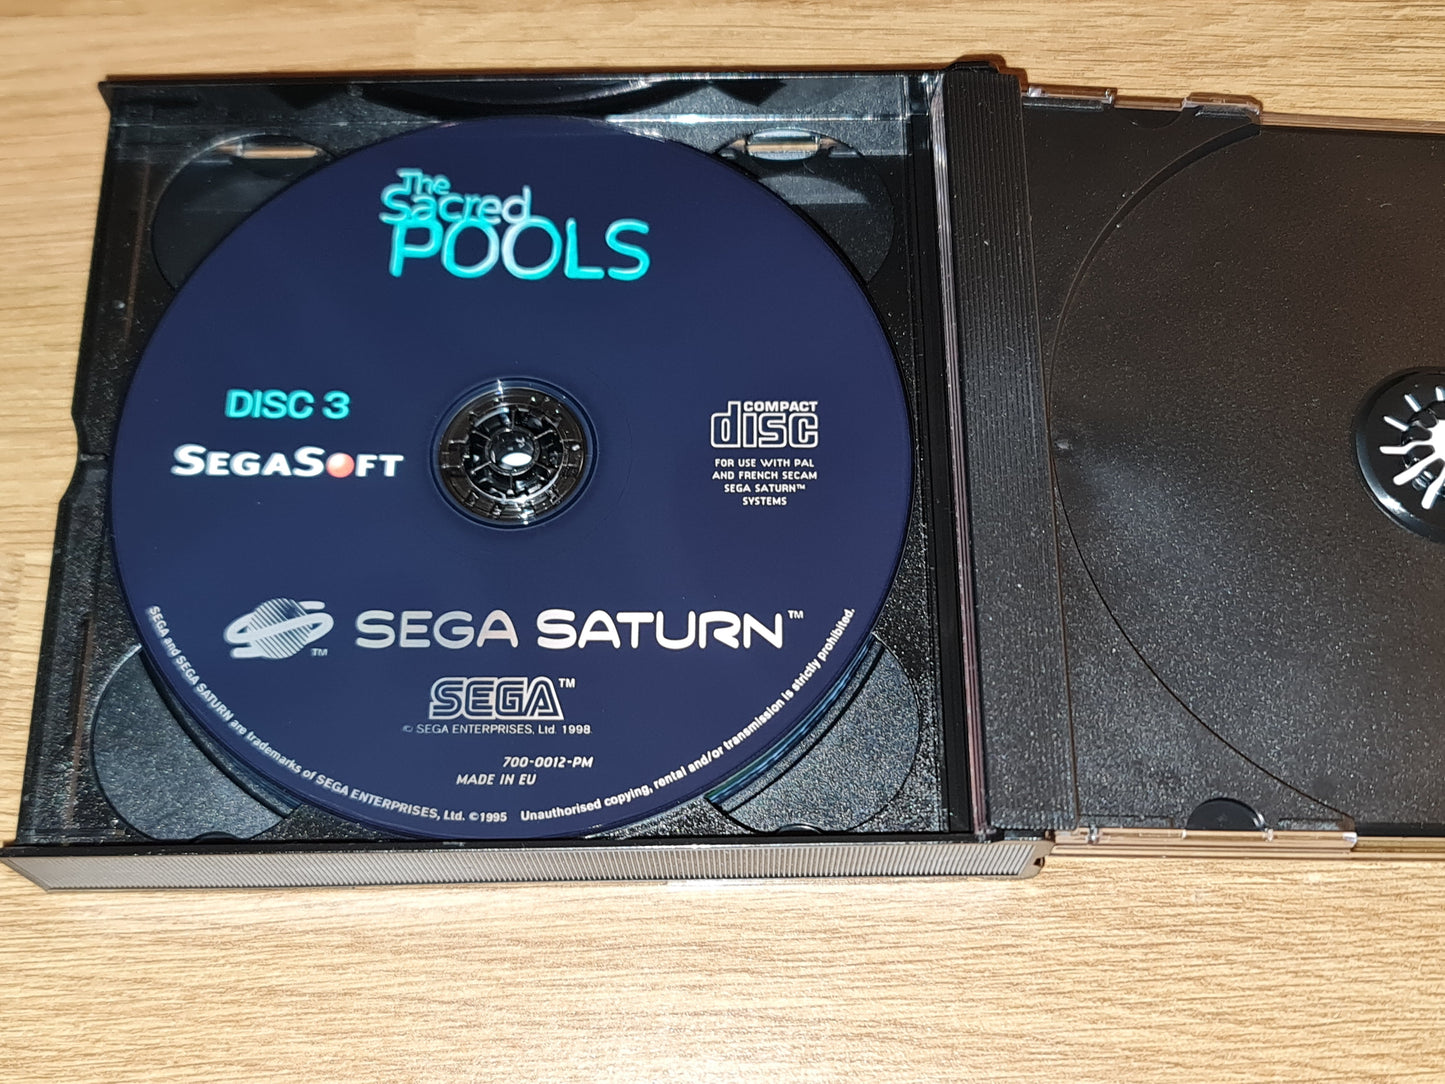 The
Sacred
POOLS
DISC 3
SEGASOFT
COMPACT
disc
FOR USE WITH PAL
AND FRENCH SECAM
SEGA SATURN™
SYSTEMS
SEGA SATURN™
TM
SEGA™
© SEGA ENTERPRISES, Ltd. 1998
700-0012-PM
MADE IN EU
SEGA and SEGA SATURN are trademarks of SEGA ENTERPRISES, Ltd. ©1995 Unauthorised copying, rental and/or transmission is strictly prohibited.